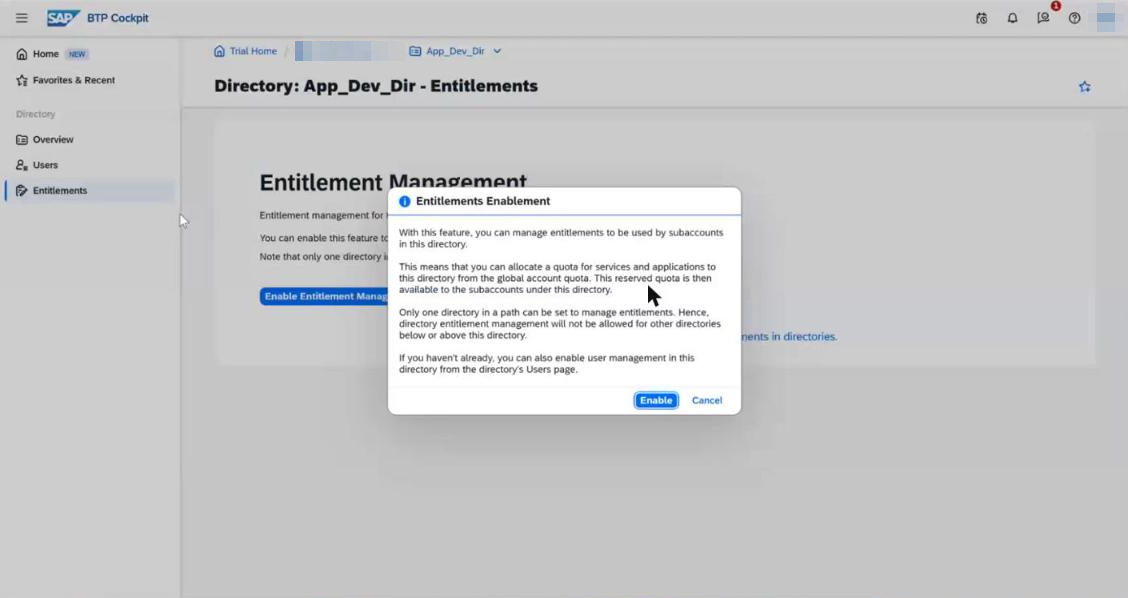 SAP BTP Cockpit
1
Home NEW
Favorites & Recent
Directory
Overview
Users
Entitlements
Trial Home / App_Dev_Dir
Directory: App_Dev_Dir - Entitlements
Entitlement Management
Entitlement management for
You can enable this feature to
Note that only one directory
Enable Entitlement Manag
nents in directories.
Entitlements Enablement
With this feature, you can manage entitlements to be used by subaccounts
in this directory.
This means that you can allocate a quota for services and applications to
this directory from the global account quota. This reserved quota is then
available to the subaccounts under this directory.
Only one directory in a path can be set to manage entitlements. Hence,
directory entitlement management will not be allowed for other directories
below or above this directory.
If you haven't already, you can also enable user management in this
directory from the directory's Users page.
Enable Cancel